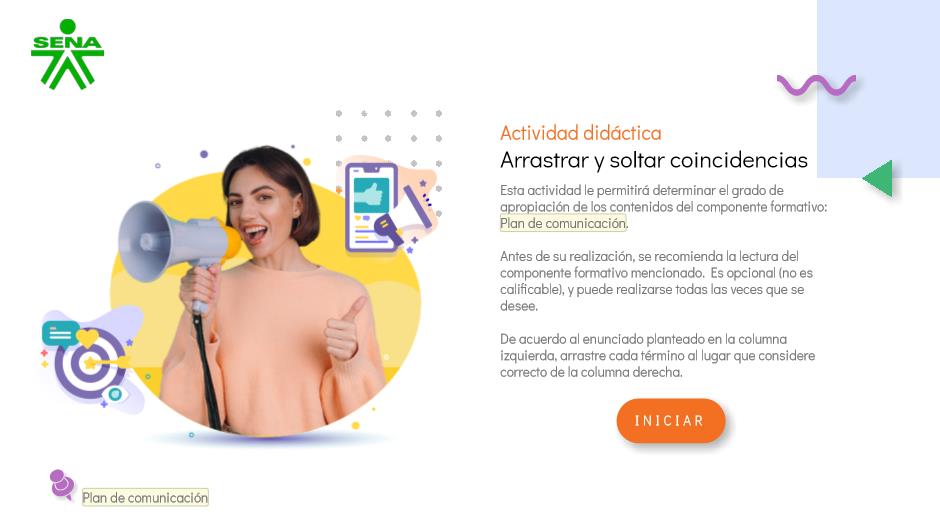 SENA
Actividad didáctica
Arrastrar y soltar coincidencias
Esta actividad le permitirá determinar el grado de
apropiación de los contenidos del componente formativo:
Plan de comunicación.
Antes de su realización, se recomienda la lectura del
componente formativo mencionado. Es opcional (no es
calificable), y puede realizarse todas las veces que se
desee.
De acuerdo al enunciado planteado en la columna
izquierda, arrastre cada término al lugar que considere
correcto de la columna derecha.
INICIAR
Plan de comunicación